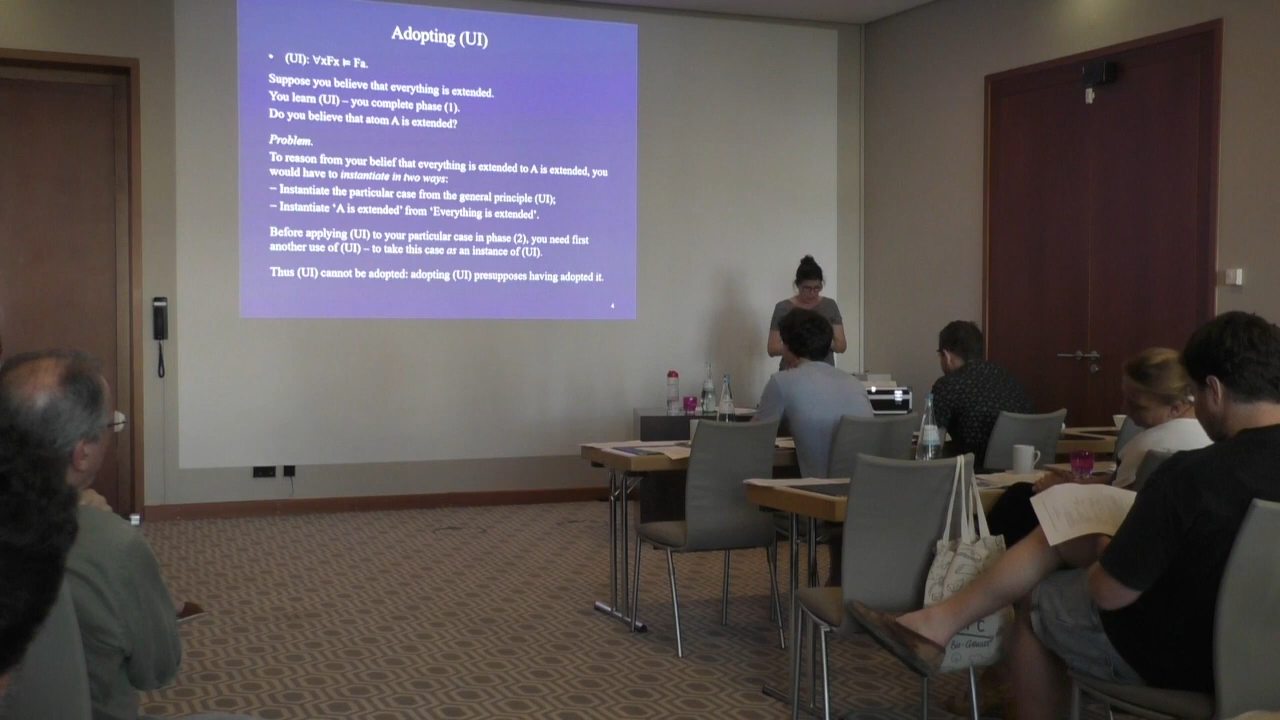 Adopting (UI)
• (UI): ∀xFx ⊨ Fa.
Suppose you believe that everything is extended.
You learn (UI) – you complete phase (1).
Do you believe that atom A is extended?
Problem.
To reason from your belief that everything is extended to A is extended, you
would have to instantiate in two ways:
– Instantiate the particular case from the general principle (UI);
– Instantiate ‘A is extended’ from ‘Everything is extended’.
Before applying (UI) to your particular case in phase (2), you need first
another use of (UI) – to take this case as an instance of (UI).
Thus (UI) cannot be adopted: adopting (UI) presupposes having adopted it.
4